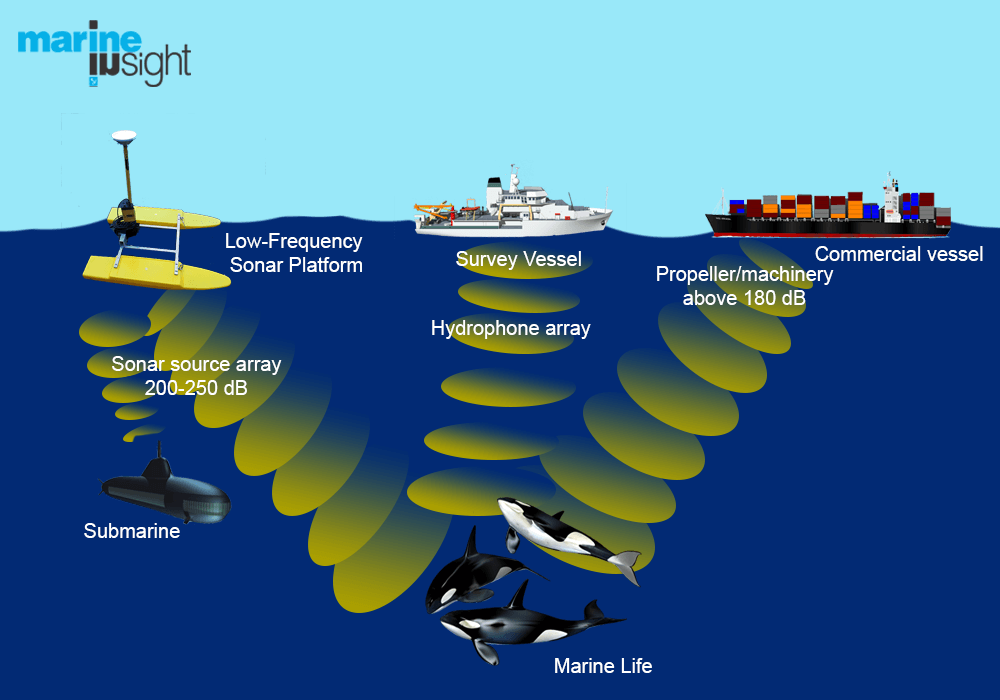 marine
insight
Low-Frequency
Sonar Platform
Survey Vessel
Commercial vessel
Propeller/machinery
above 180 dB
Hydrophone array
Sonar source array
200-250 dB
Submarine
Marine Life